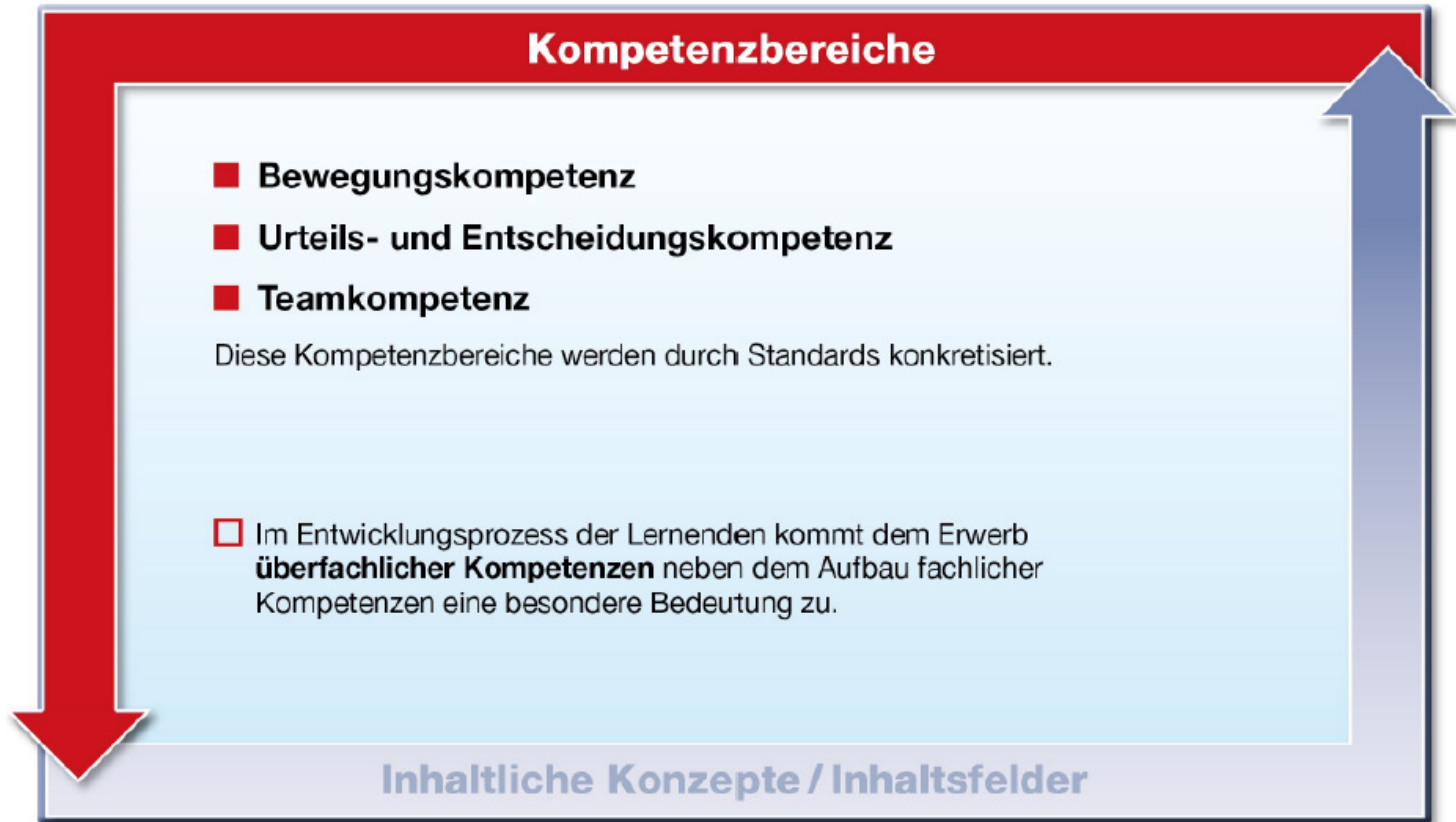 Kompetenzbereiche
Bewegungskompetenz
Urteils- und Entscheidungskompetenz
Teamkompetenz
Diese Kompetenzbereiche werden durch Standards konkretisiert.
Im Entwicklungsprozess der Lernenden kommt dem Erwerb
überfachlicher Kompetenzen neben dem Aufbau fachlicher
Kompetenzen eine besondere Bedeutung zu.
Inhaltliche Konzepte / Inhaltsfelder